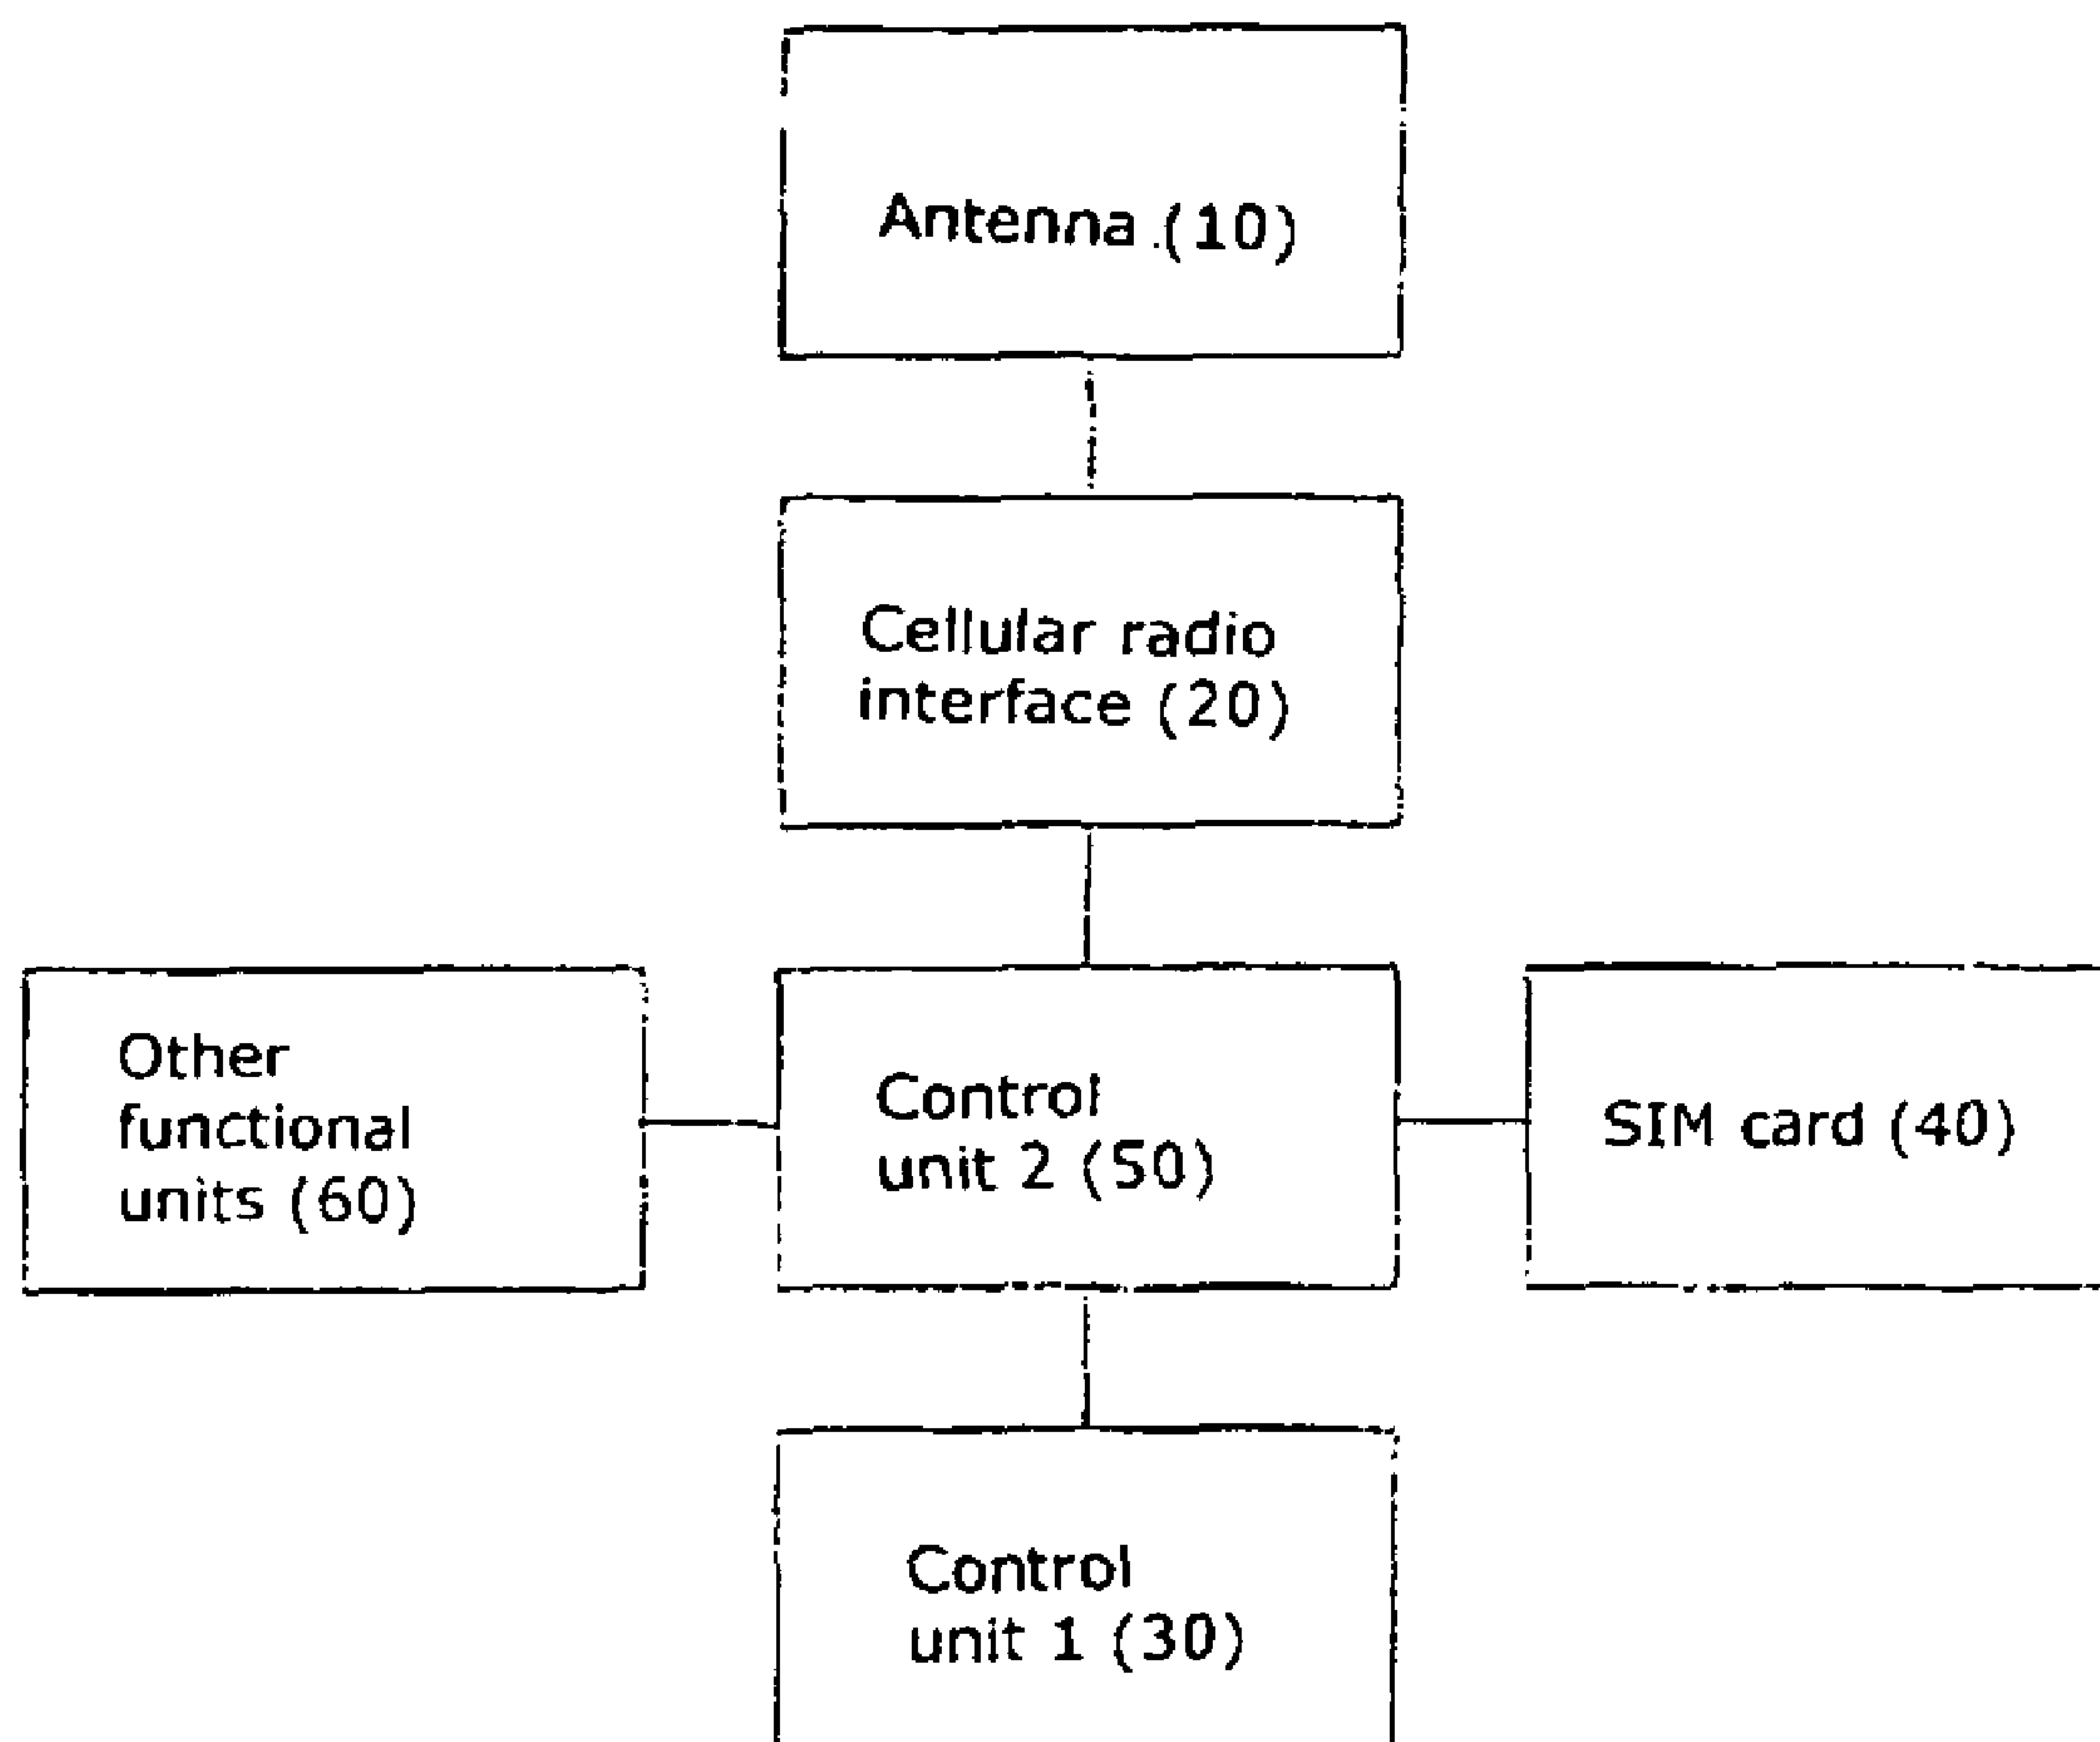 Antenna (10)
Cellular radio
interface (20)
Other
functional
units (60)
Control
unit 2 (50)
SIM card (40)
Control
unit 1 (30)